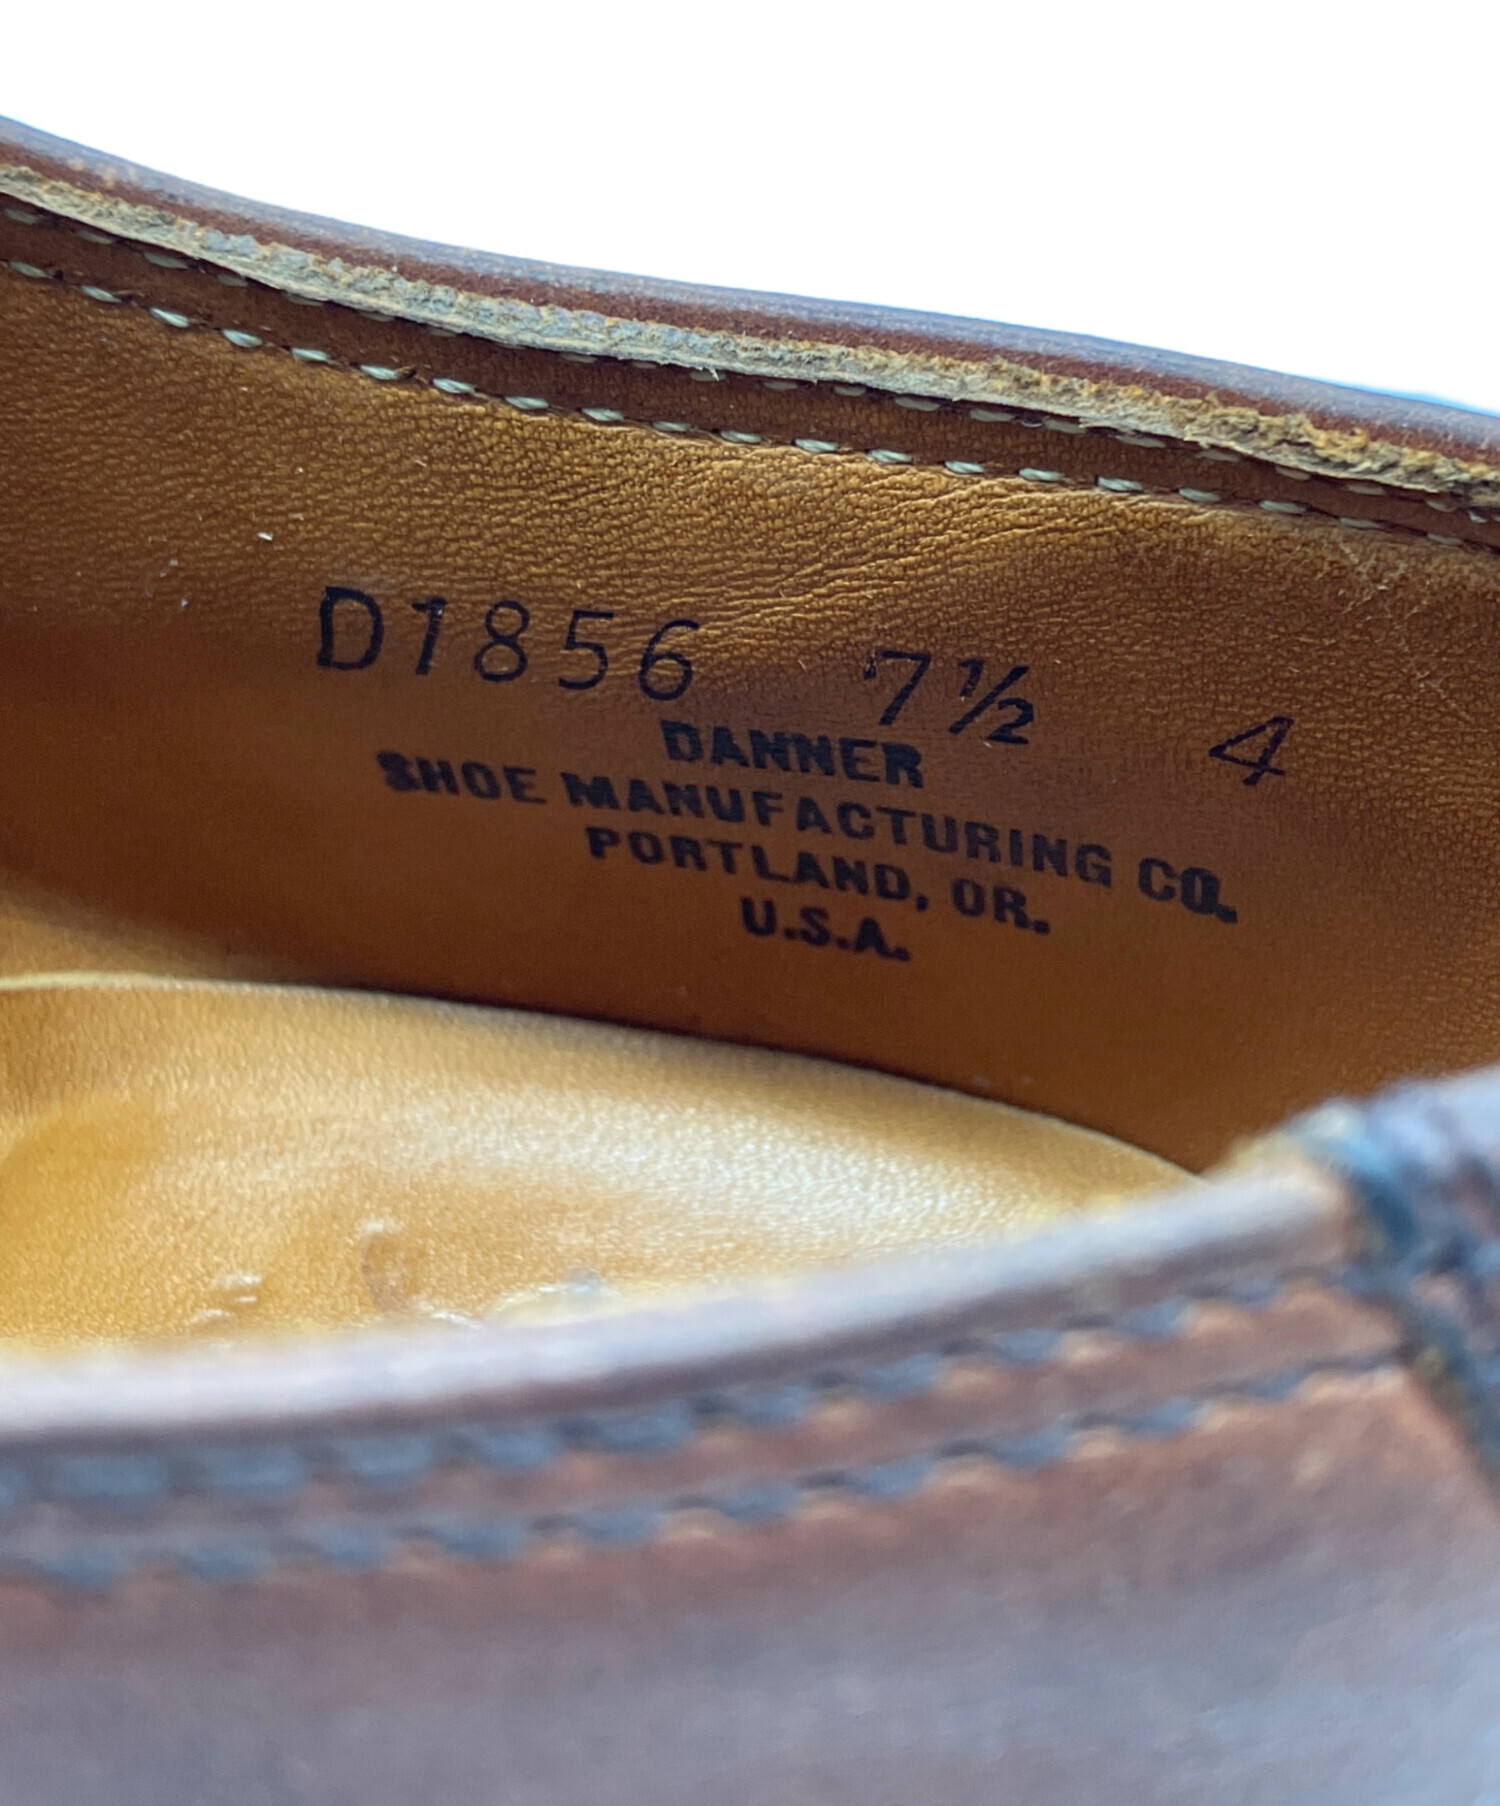 D1856 7½ 4
DANNER
SHOE MANUFACTURING CO.
PORTLAND, OR.
U.S.A.